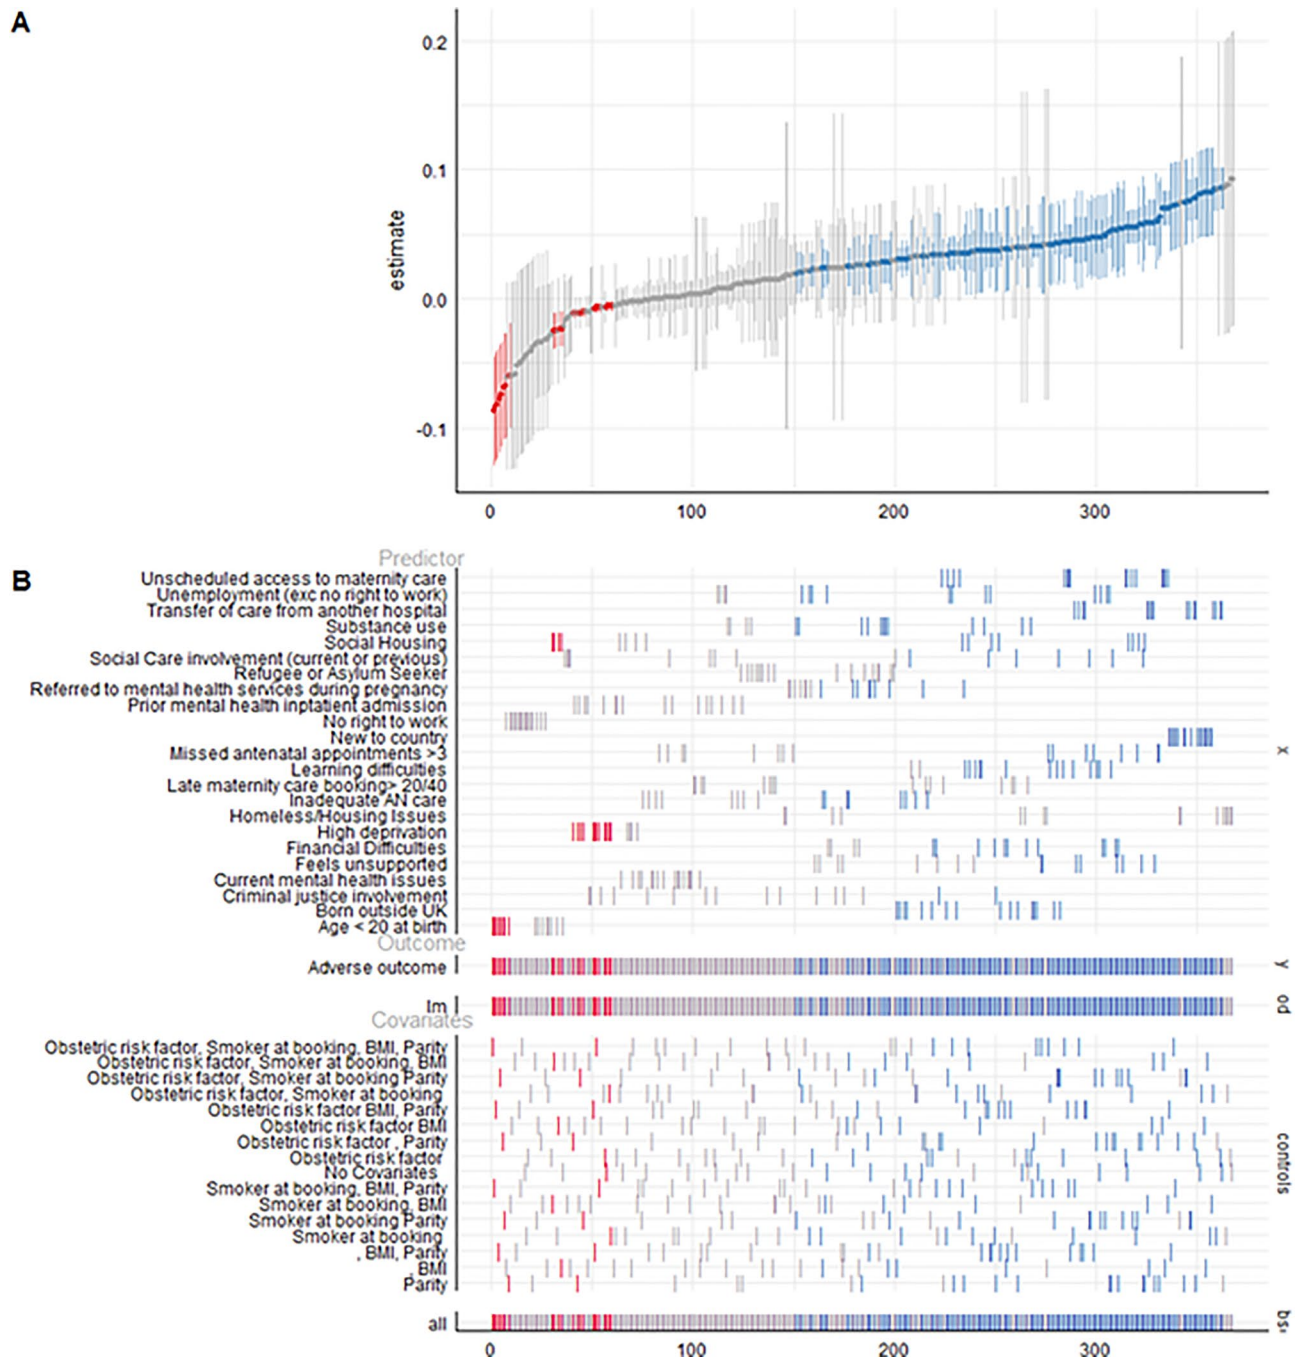 A
0.2
0.1
0.0
-0.1
estimate
0 100 200 300
B
Predictor
Unscheduled access to maternity care
Unemployment (exc no right to work)
Transfer of care from another hospital
Substance use
Social Housing
Social Care involvement (current or previous)
Refugee or Asylum Seeker
Referred to mental health services during pregnancy
Prior mental health inptatient admission
No right to work
New to country
Missed antenatal appointments >3
Learning difficulties
Late maternity care booking> 20/40
Inadequate AN care
Homeless/Housing Issues
High deprivation
Financial Difficulties
Feels unsupported
Current mental health issues
Criminal justice involvement
Born outside UK
Age < 20 at birth
x
Outcome
Adverse outcome
y
lm
Covariates
Obstetric risk factor, Smoker at booking, BMI, Parity
Obstetric risk factor, Smoker at booking, BMI
Obstetric risk factor, Smoker at booking Parity
Obstetric risk factor, Smoker at booking
Obstetric risk factor BMI, Parity
Obstetric risk factor BMI
Obstetric risk factor , Parity
Obstetric risk factor
No Covariates
Smoker at booking, BMI, Parity
Smoker at booking, BMI
Smoker at booking Parity
Smoker at booking
, BMI, Parity
BMI
Parity
controls
all
0 100 200 300